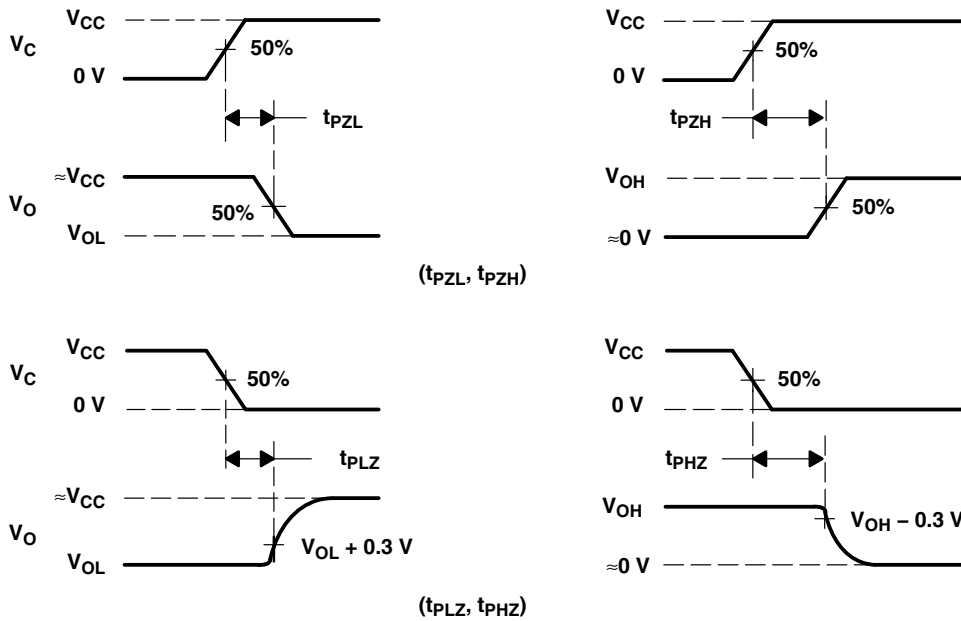 VCC VCC
VC 50% 50%
0 V 0 V
tPZL tPZH
≈VCC VOH
VO 50% 50%
VOL ≈0 V
(tPZL, tPZH)
VCC VCC
VC 50% 50%
0 V 0 V
tPLZ tPHZ
≈VCC VOH
VO VOL + 0.3 V VOH − 0.3 V
VOL ≈0 V
(tPLZ, tPHZ)